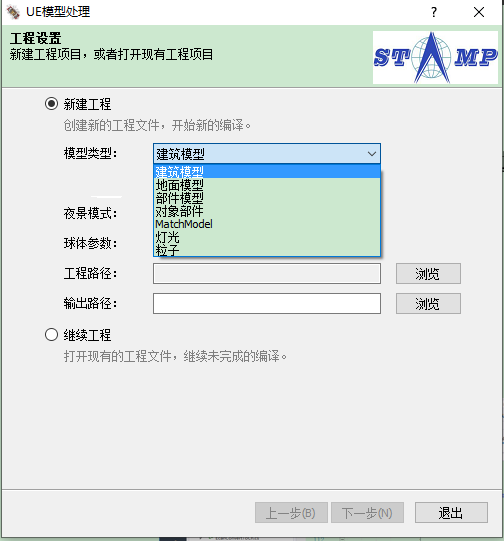 UE模型处理
工程设置
新建工程项目，或者打开现有工程项目
STAMP
新建工程
创建新的工程文件，开始新的编译。
模型类型：
建筑模型
建筑模型
地面模型
部件模型
对象部件
MatchModel
灯光
粒子
夜景模式：
球体参数：
工程路径：
浏览
输出路径：
浏览
继续工程
打开现有的工程文件，继续未完成的编译。
上一步(B)
下一步(N)
退出